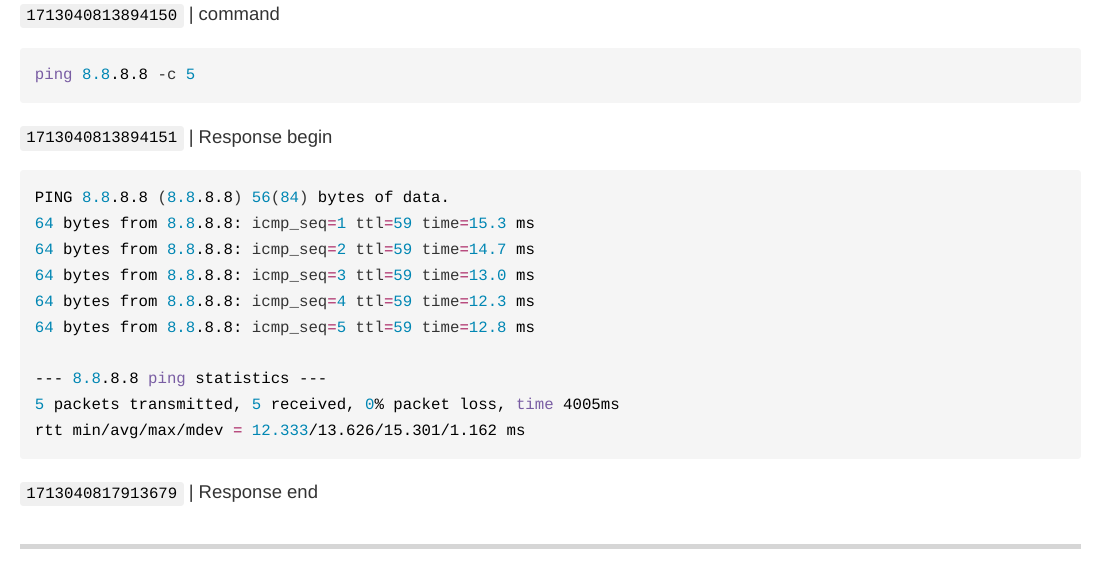 1713040813894150 | command
ping 8.8.8.8 -c 5
1713040813894151 | Response begin
PING 8.8.8.8 (8.8.8.8) 56(84) bytes of data.
64 bytes from 8.8.8.8: icmp_seq=1 ttl=59 time=15.3 ms
64 bytes from 8.8.8.8: icmp_seq=2 ttl=59 time=14.7 ms
64 bytes from 8.8.8.8: icmp_seq=3 ttl=59 time=13.0 ms
64 bytes from 8.8.8.8: icmp_seq=4 ttl=59 time=12.3 ms
64 bytes from 8.8.8.8: icmp_seq=5 ttl=59 time=12.8 ms
--- 8.8.8.8 ping statistics ---
5 packets transmitted, 5 received, 0% packet loss, time 4005ms
rtt min/avg/max/mdev = 12.333/13.626/15.301/1.162 ms
1713040817913679 | Response end